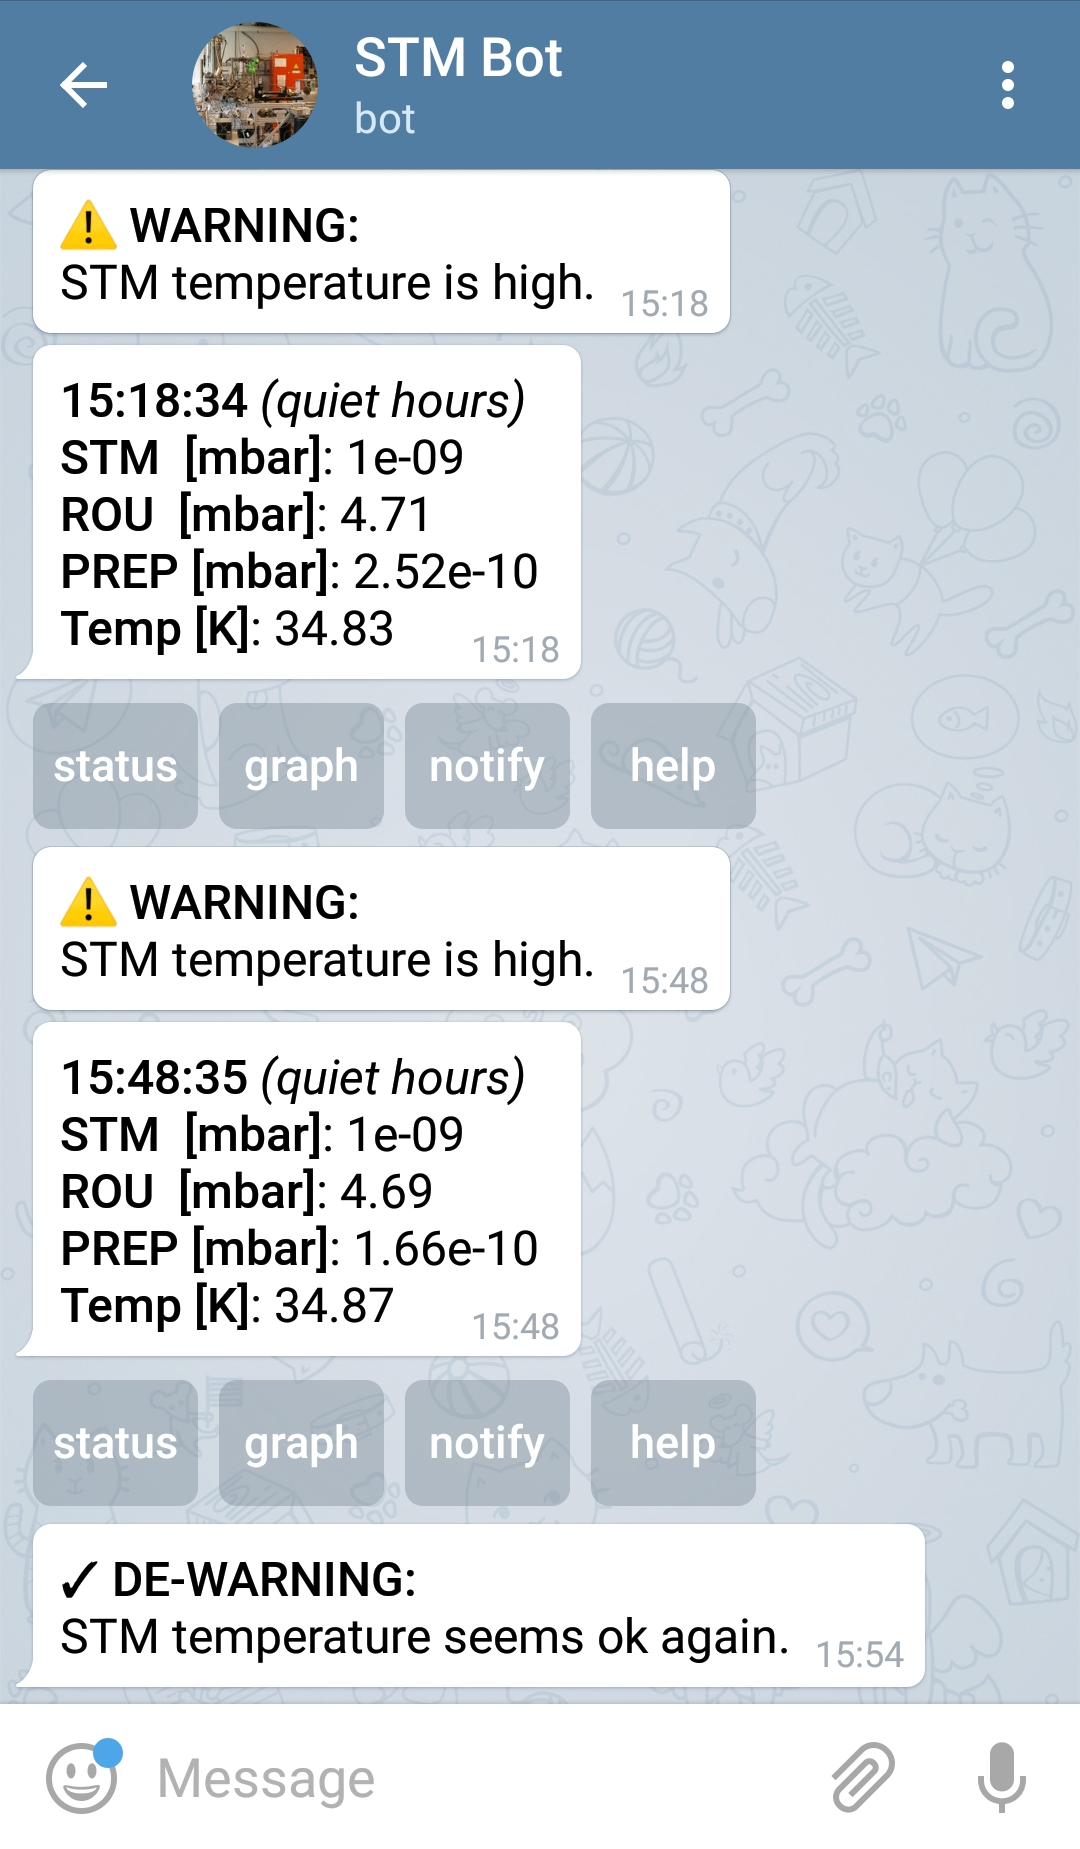 STM Bot
bot
⚠️ WARNING:
STM temperature is high. 15:18
15:18:34 (quiet hours)
STM [mbar]: 1e-09
ROU [mbar]: 4.71
PREP [mbar]: 2.52e-10
Temp [K]: 34.83 15:18
status graph notify help
⚠️ WARNING:
STM temperature is high. 15:48
15:48:35 (quiet hours)
STM [mbar]: 1e-09
ROU [mbar]: 4.69
PREP [mbar]: 1.66e-10
Temp [K]: 34.87 15:48
status graph notify help
✓ DE-WARNING:
STM temperature seems ok again. 15:54
Message